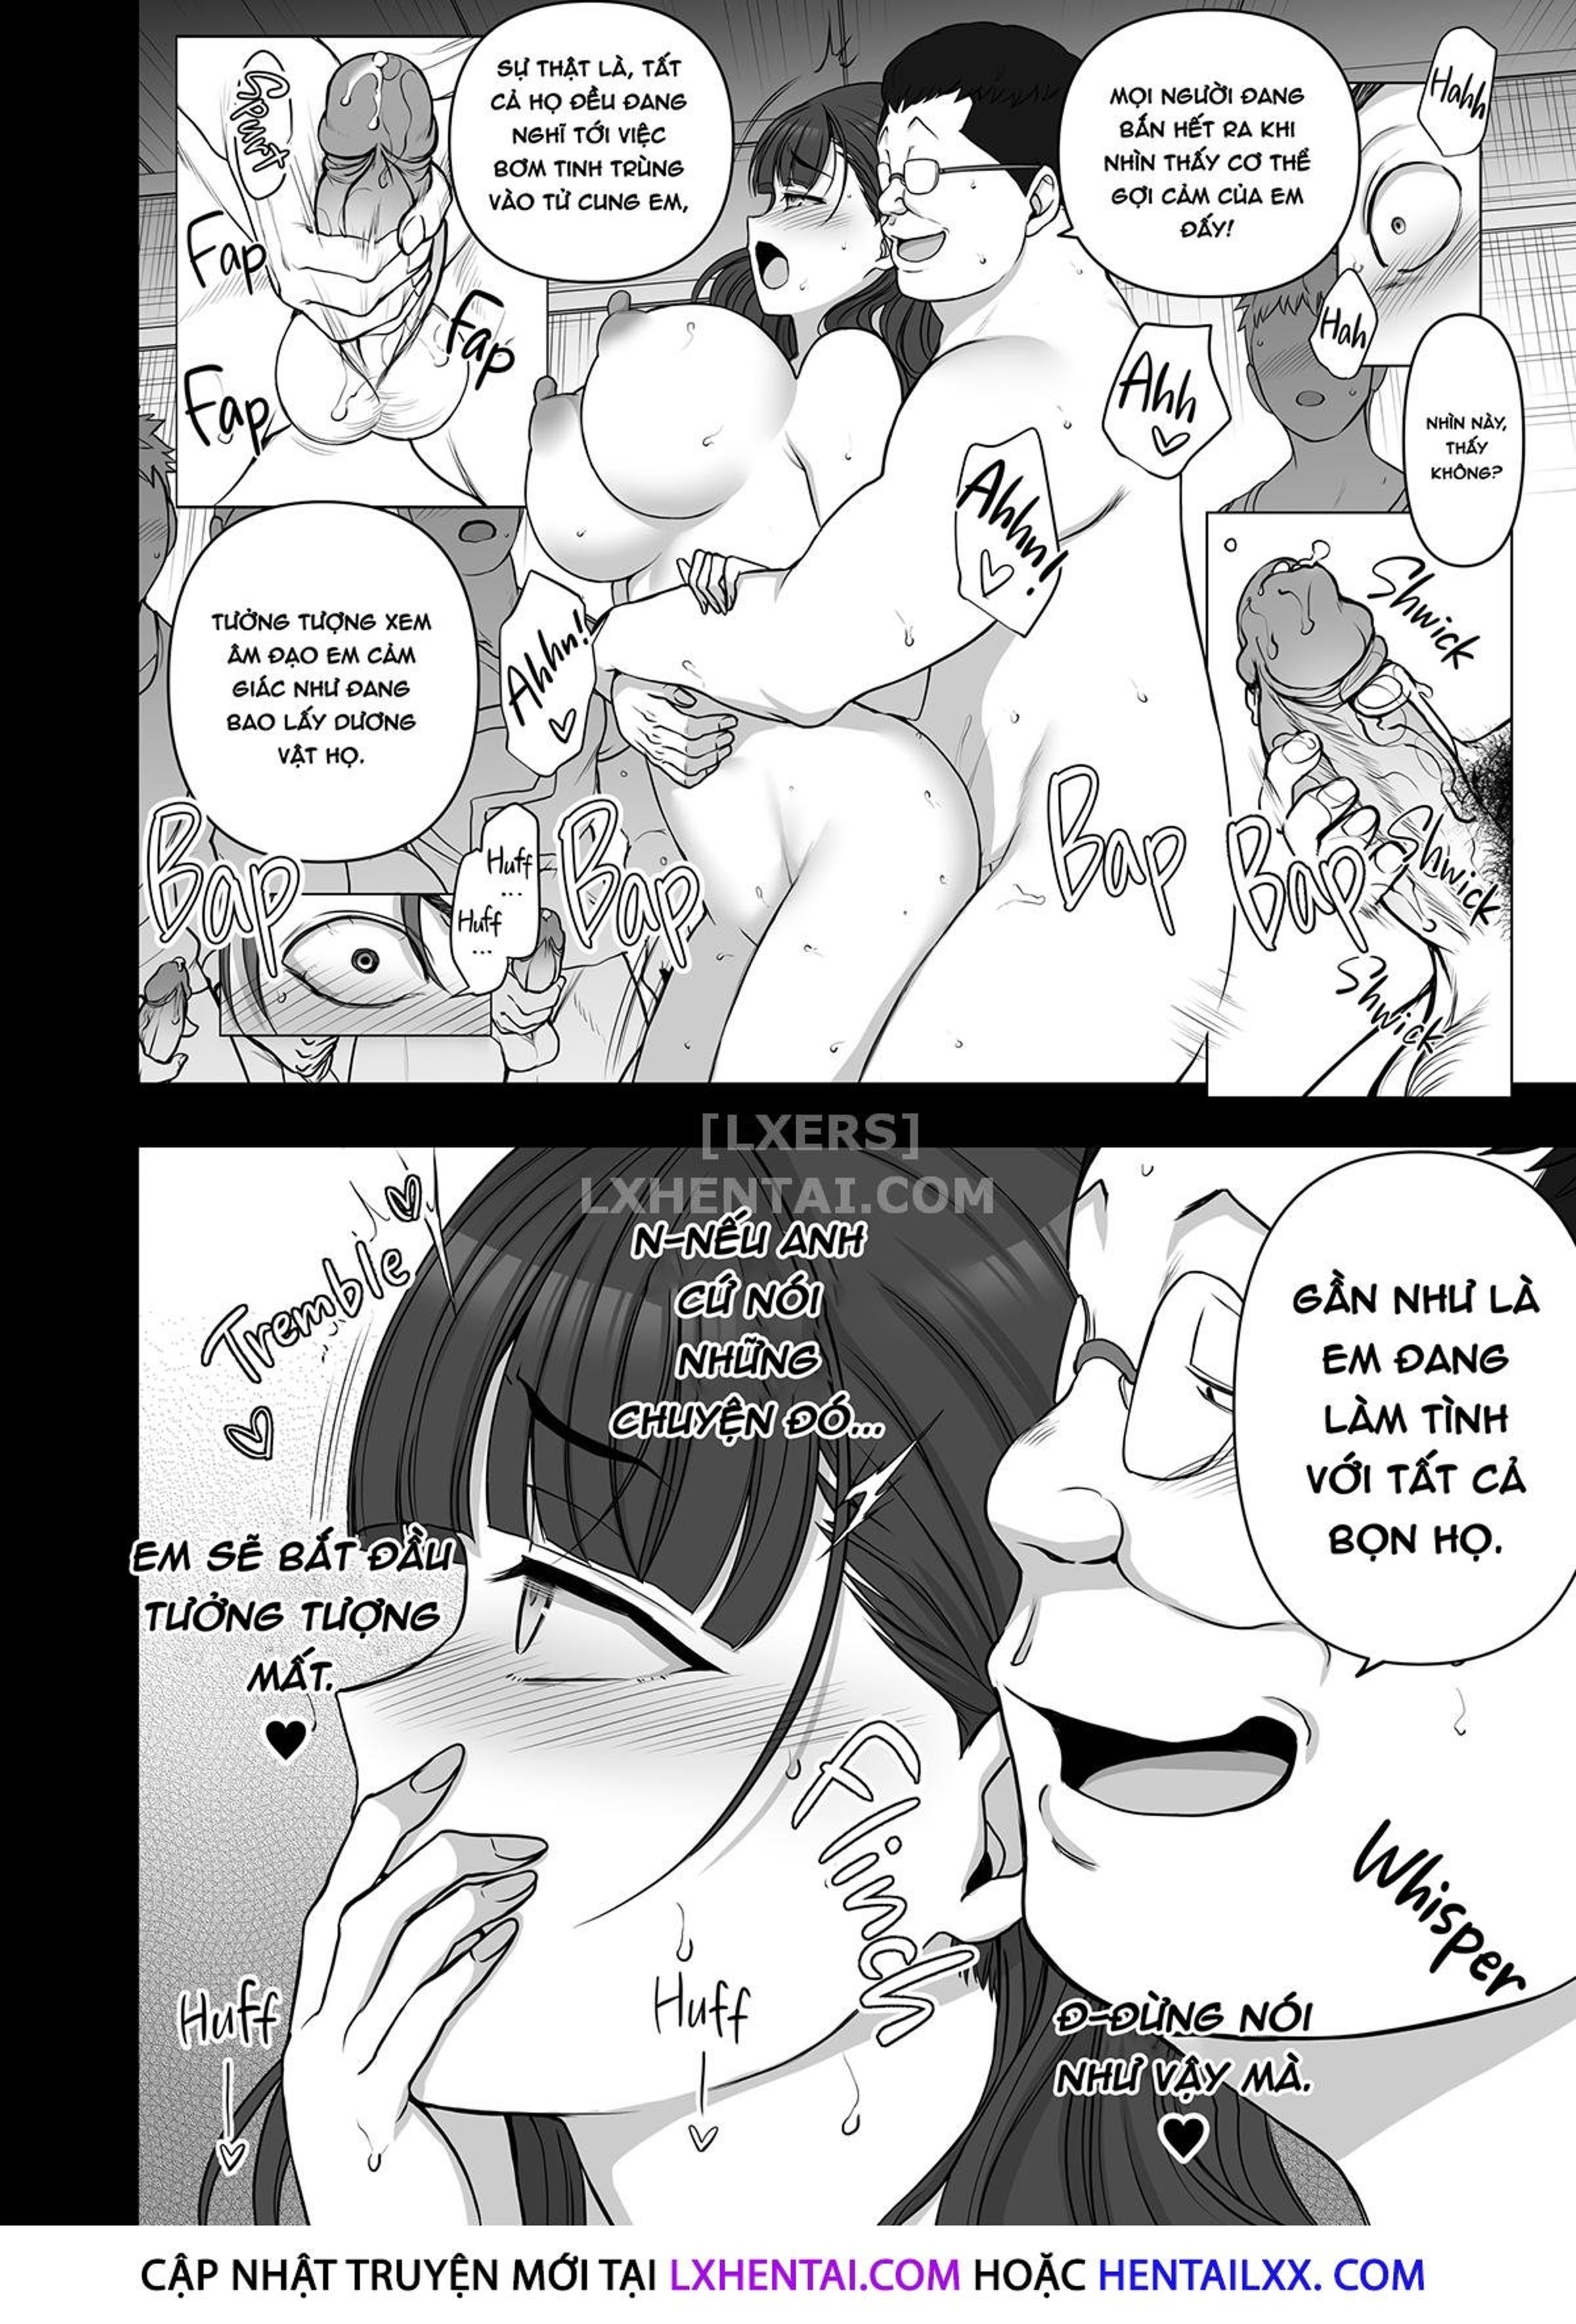 Hahh
Hah
MỌI NGƯỜI ĐANG
BẮN HẾT RA KHI
NHÌN THẤY CƠ THỂ
GỢI CẢM CỦA EM
ĐẤY!
NHÌN NÀY,
THẤY
KHÔNG?
Ahh
Ahhn!
Shwick
Shwick
Shwick
SỰ THẬT LÀ, TẤT
CẢ HỌ ĐỀU ĐANG
NGHĨ TỚI VIỆC
BƠM TINH TRÙNG
VÀO TỬ CUNG EM,
Fap
Fap
Fap
TƯỞNG TƯỢNG XEM
ÂM ĐẠO EM CẢM
GIÁC NHƯ ĐANG
BAO LẤY DƯƠNG
VẬT HỌ.
Ahhn!
Huff
...
Huff
...
Bap
Bap
Bap
Bap
[LXERS]
LXHENTAI.COM
GẦN NHƯ LÀ
EM ĐANG
LÀM TÌNH
VỚI TẤT CẢ
BỌN HỌ.
N-NẾU ANH
CỨ NÓI
NHỮNG
CHUYỆN ĐÓ...
Tremble
EM SẼ BẮT ĐẦU
TƯỞNG TƯỢNG
MẤT.
♥
Flinch
Whisper
Đ-ĐỪNG NÓI
NHƯ VẬY MÀ.
♥
Huff
Huff
CẬP NHẬT TRUYỆN MỚI TẠI LXHENTAI.COM HOẶC HENTAILXX. COM